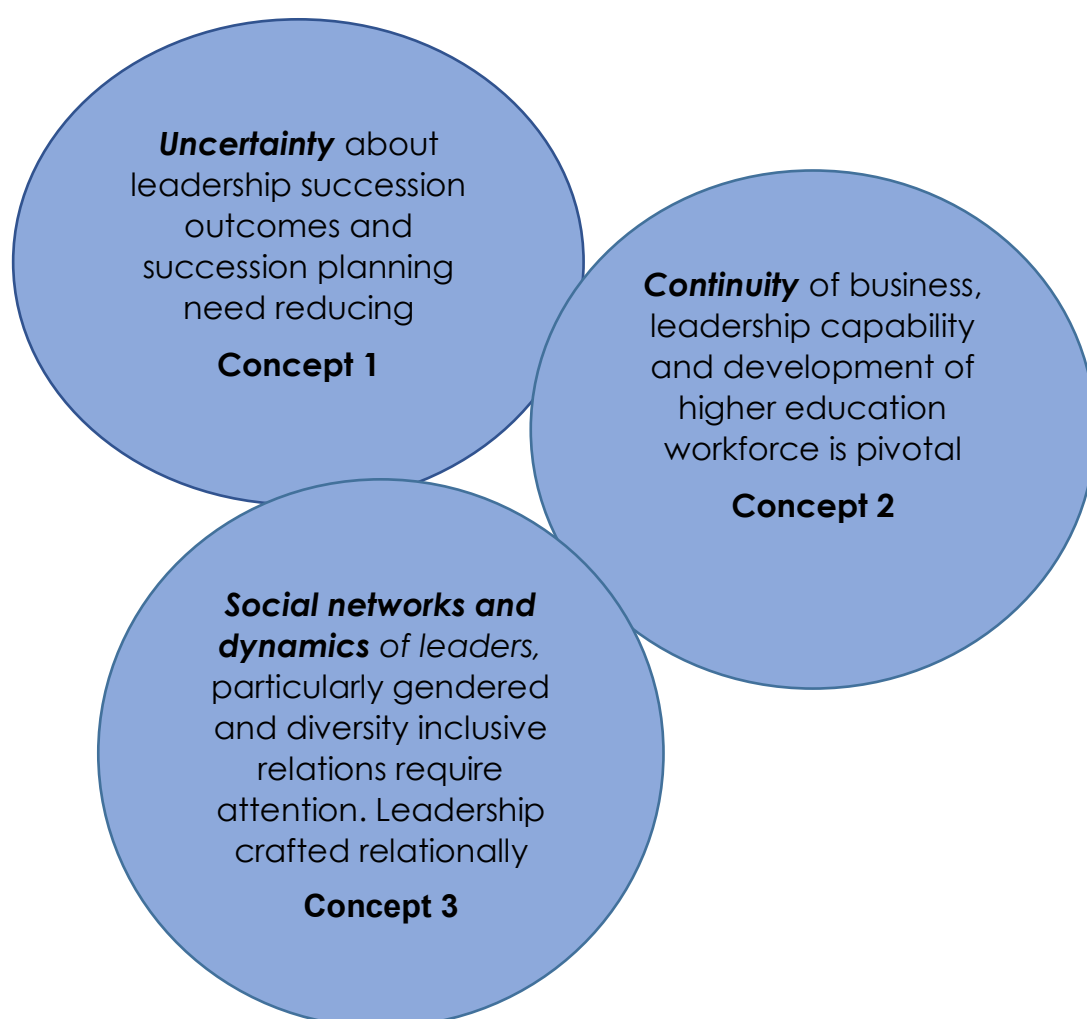 Uncertainty about
leadership succession
outcomes and
succession planning
need reducing
Concept 1
Continuity of business,
leadership capability
and development of
higher education
workforce is pivotal
Concept 2
Social networks and
dynamics of leaders,
particularly gendered
and diversity inclusive
relations require
attention. Leadership
crafted relationally
Concept 3